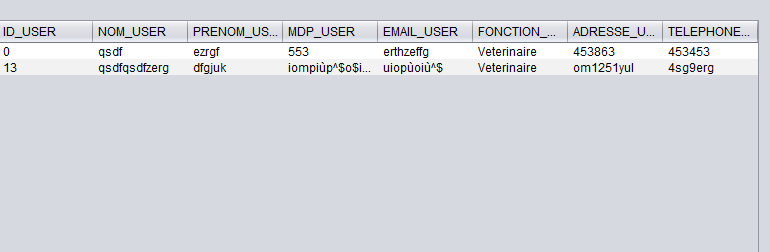 ID_USER NOM_USER PRENOM_US... MDP_USER EMAIL_USER FONCTION_... ADRESSE_U... TELEPHONE...
0 qsdf ezrgf 553 erthzeffg Veterinaire 453863 453453
13 qsdfqsdfzerg dfgjuk iompiùp^$o$i... uiopùoiû^$ Veterinaire om1251yul 4sg9erg